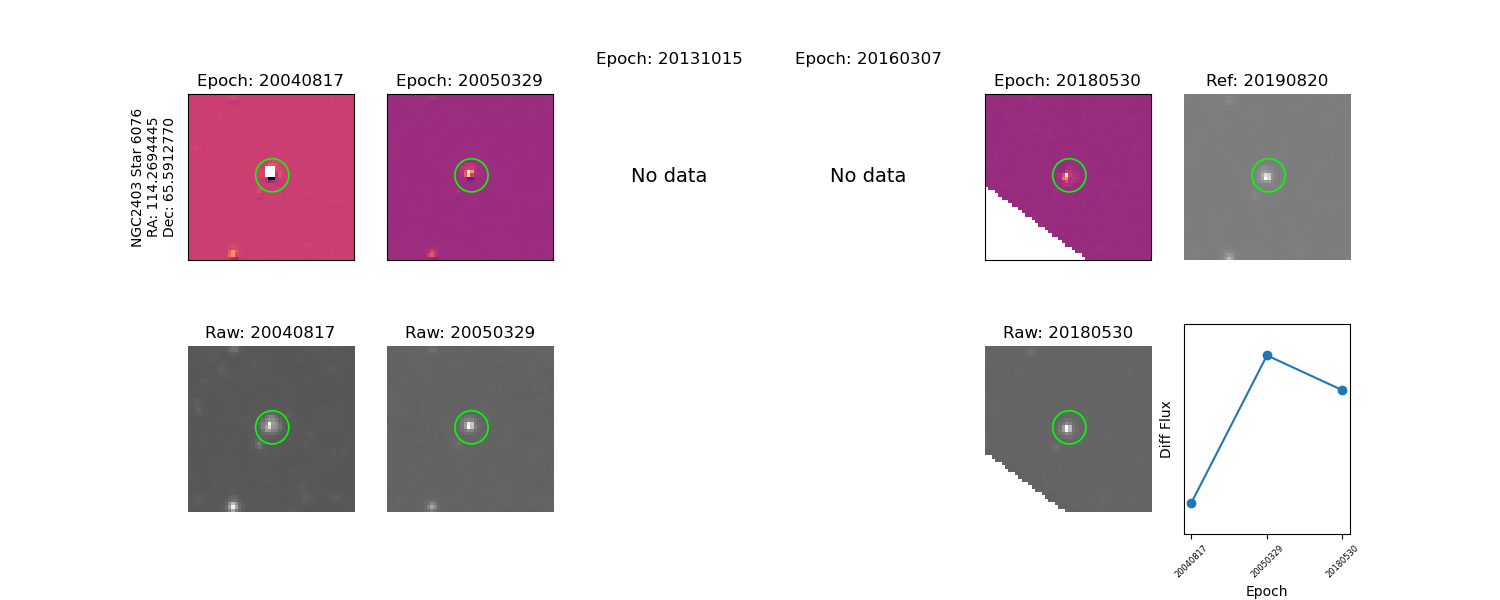 Epoch: 20040817
Epoch: 20050329
Epoch: 20131015
Epoch: 20160307
Epoch: 20180530
Ref: 20190820
NGC2403 Star 6076
RA: 114.2694445
Dec: 65.5912770
No data
No data
Raw: 20040817
Raw: 20050329
Raw: 20180530
Diff Flux
20040817
20050329
20180530
Epoch